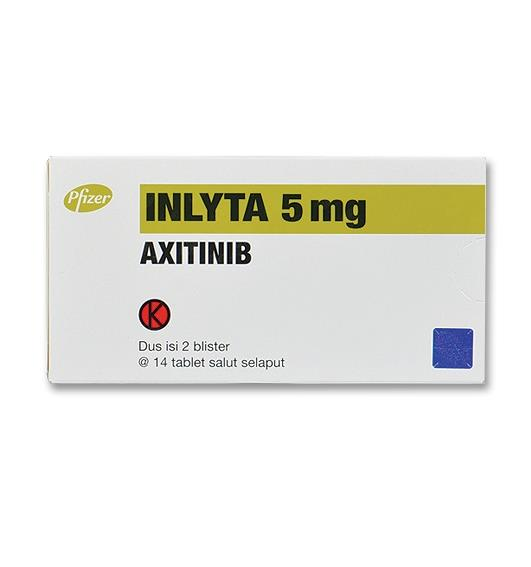 Pfizer
INLYTA 5 mg
AXITINIB
K
Dus isi 2 blister
@ 14 tablet salut selaput